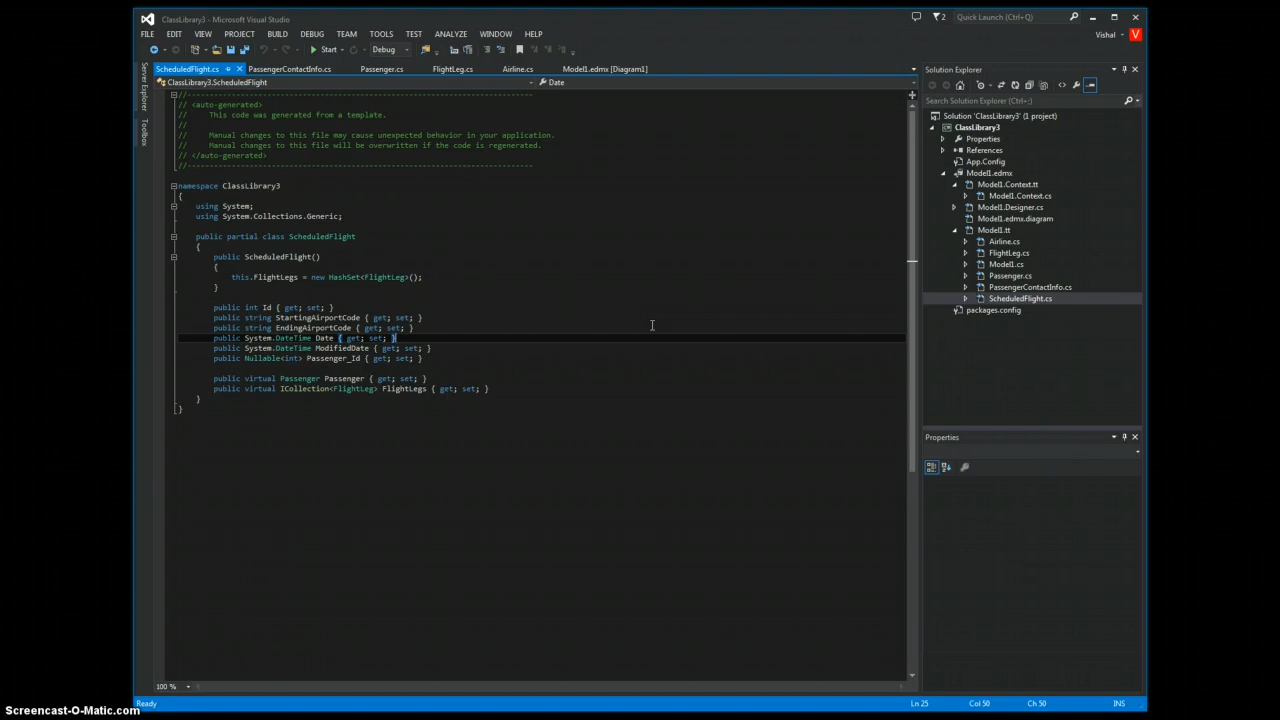 ClassLibrary3 - Microsoft Visual Studio
2
Quick Launch (Ctrl+Q)
FILE EDIT VIEW PROJECT BUILD DEBUG TEAM TOOLS TEST ANALYZE WINDOW HELP
Vishal
V
Start
Debug
ScheduledFlight.cs PassengerContactInfo.cs Passenger.cs FlightLeg.cs Airline.cs Model1.edmx [Diagram1]
ClassLibrary3.ScheduledFlight
Date
Server Explorer
Toolbox
//------------------------------------------------------------------------------
// <auto-generated>
// This code was generated from a template.
//
// Manual changes to this file may cause unexpected behavior in your application.
// Manual changes to this file will be overwritten if the code is regenerated.
// </auto-generated>
//------------------------------------------------------------------------------
namespace ClassLibrary3
{
using System;
using System.Collections.Generic;
public partial class ScheduledFlight
{
public ScheduledFlight()
{
this.FlightLegs = new HashSet<FlightLeg>();
}
public int Id { get; set; }
public string StartingAirportCode { get; set; }
public string EndingAirportCode { get; set; }
public System.DateTime Date { get; set; }
public System.DateTime ModifiedDate { get; set; }
public Nullable<int> Passenger_Id { get; set; }
public virtual Passenger Passenger { get; set; }
public virtual ICollection<FlightLeg> FlightLegs { get; set; }
}
}
100 %
Solution Explorer
Search Solution Explorer (Ctrl+;)
Solution 'ClassLibrary3' (1 project)
ClassLibrary3
Properties
References
App.Config
Model1.edmx
Model1.Context.tt
Model1.Context.cs
Model1.Designer.cs
Model1.edmx.diagram
Model1.tt
Airline.cs
FlightLeg.cs
Model1.cs
Passenger.cs
PassengerContactInfo.cs
ScheduledFlight.cs
packages.config
Properties
Ready
Ln 25
Col 50
Ch 50
INS
Screencast-O-Matic.com